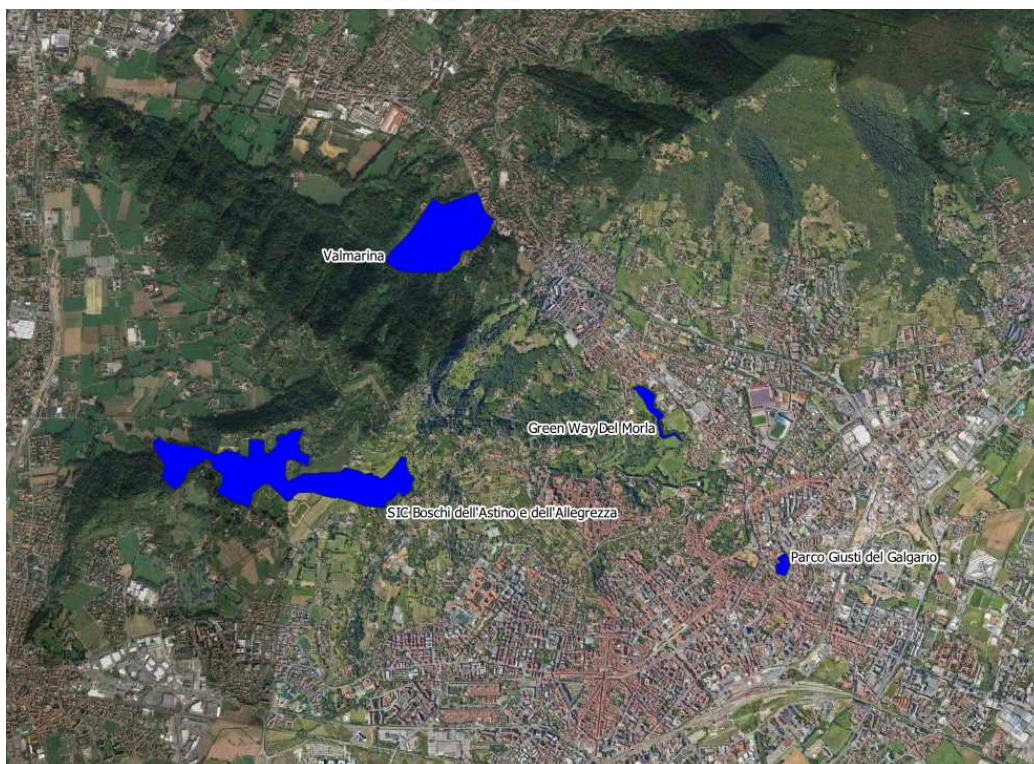 Valmarina
Green Way Del Morla
SIC Boschi dell'Astino e dell'Allegrezza
Parco Giusti del Galgario